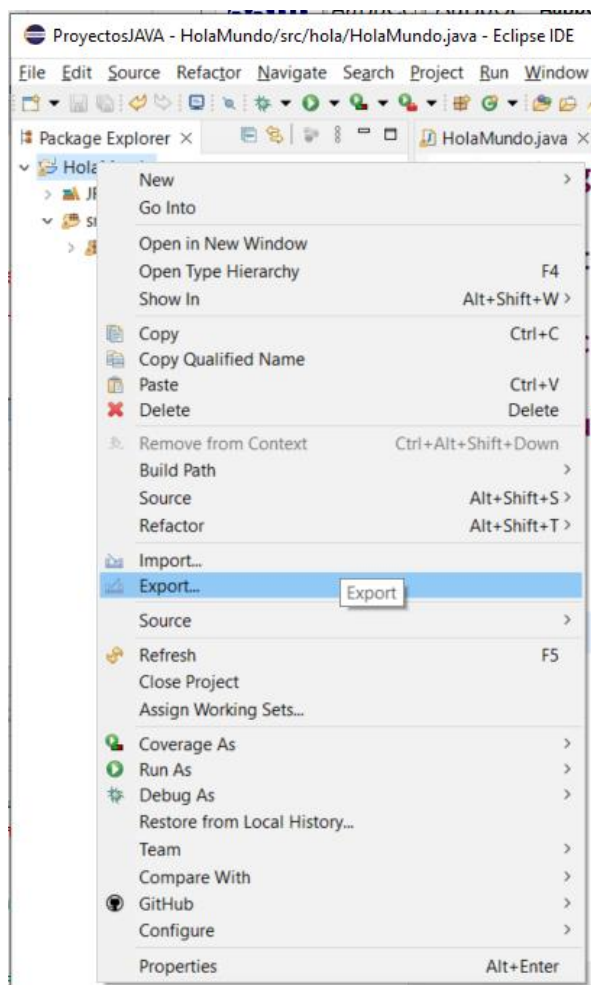 ProyectosJAVA - HolaMundo/src/hola/HolaMundo.java - Eclipse IDE
File Edit Source Refactor Navigate Search Project Run Window
Package Explorer × HolaMundo.java ×
New
Go Into
Open in New Window
Open Type Hierarchy F4
Show In Alt+Shift+W >
Copy Ctrl+C
Copy Qualified Name
Paste Ctrl+V
Delete Delete
Remove from Context Ctrl+Alt+Shift+Down
Build Path >
Source Alt+Shift+S >
Refactor Alt+Shift+T >
Import...
Export... Export
Source >
Refresh F5
Close Project
Assign Working Sets...
Coverage As >
Run As >
Debug As >
Restore from Local History...
Team >
Compare With >
GitHub >
Configure >
Properties Alt+Enter